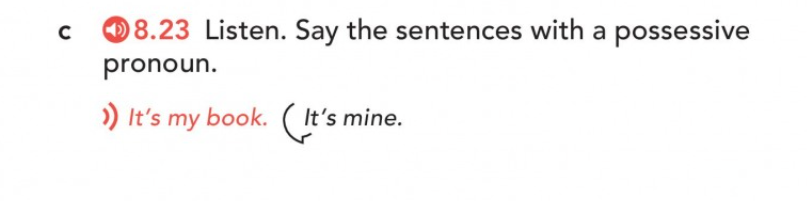 c 8.23 Listen. Say the sentences with a possessive
pronoun.
It's my book. It's mine.